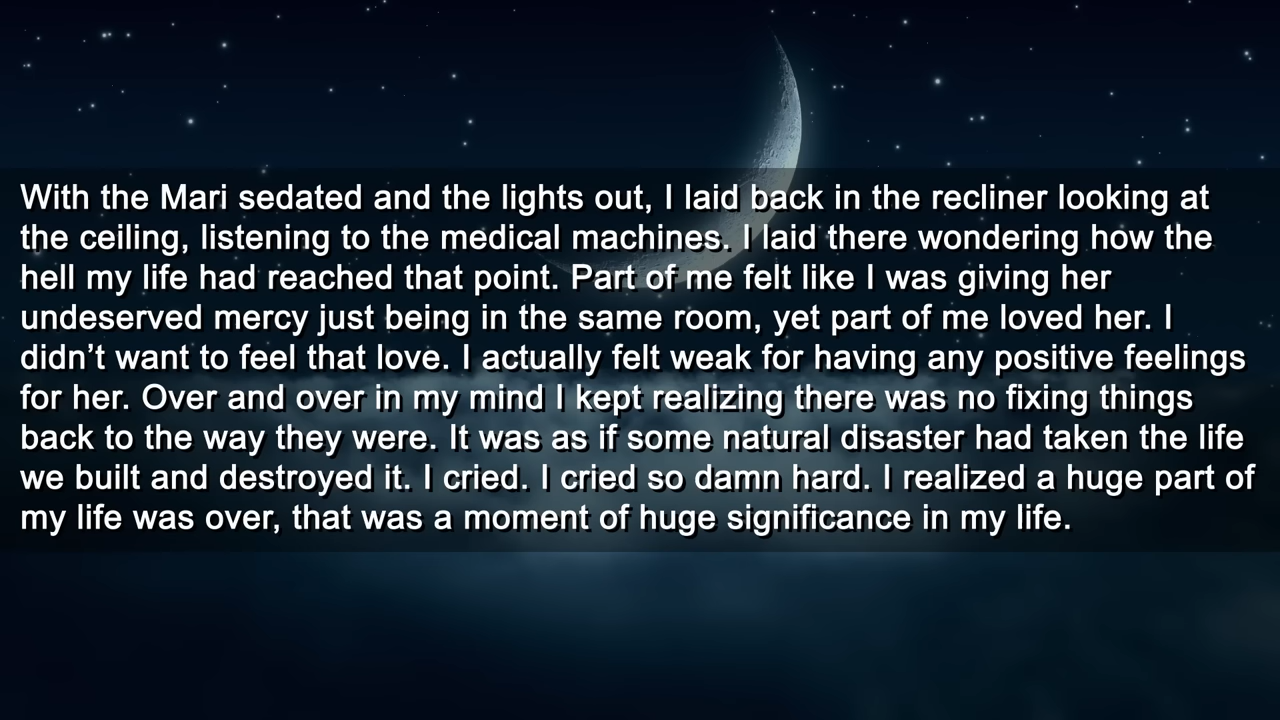 With the Mari sedated and the lights out, I laid back in the recliner looking at
the ceiling, listening to the medical machines. I laid there wondering how the
hell my life had reached that point. Part of me felt like I was giving her
undeserved mercy just being in the same room, yet part of me loved her. I
didn’t want to feel that love. I actually felt weak for having any positive feelings
for her. Over and over in my mind I kept realizing there was no fixing things
back to the way they were. It was as if some natural disaster had taken the life
we built and destroyed it. I cried. I cried so damn hard. I realized a huge part of
my life was over, that was a moment of huge significance in my life.